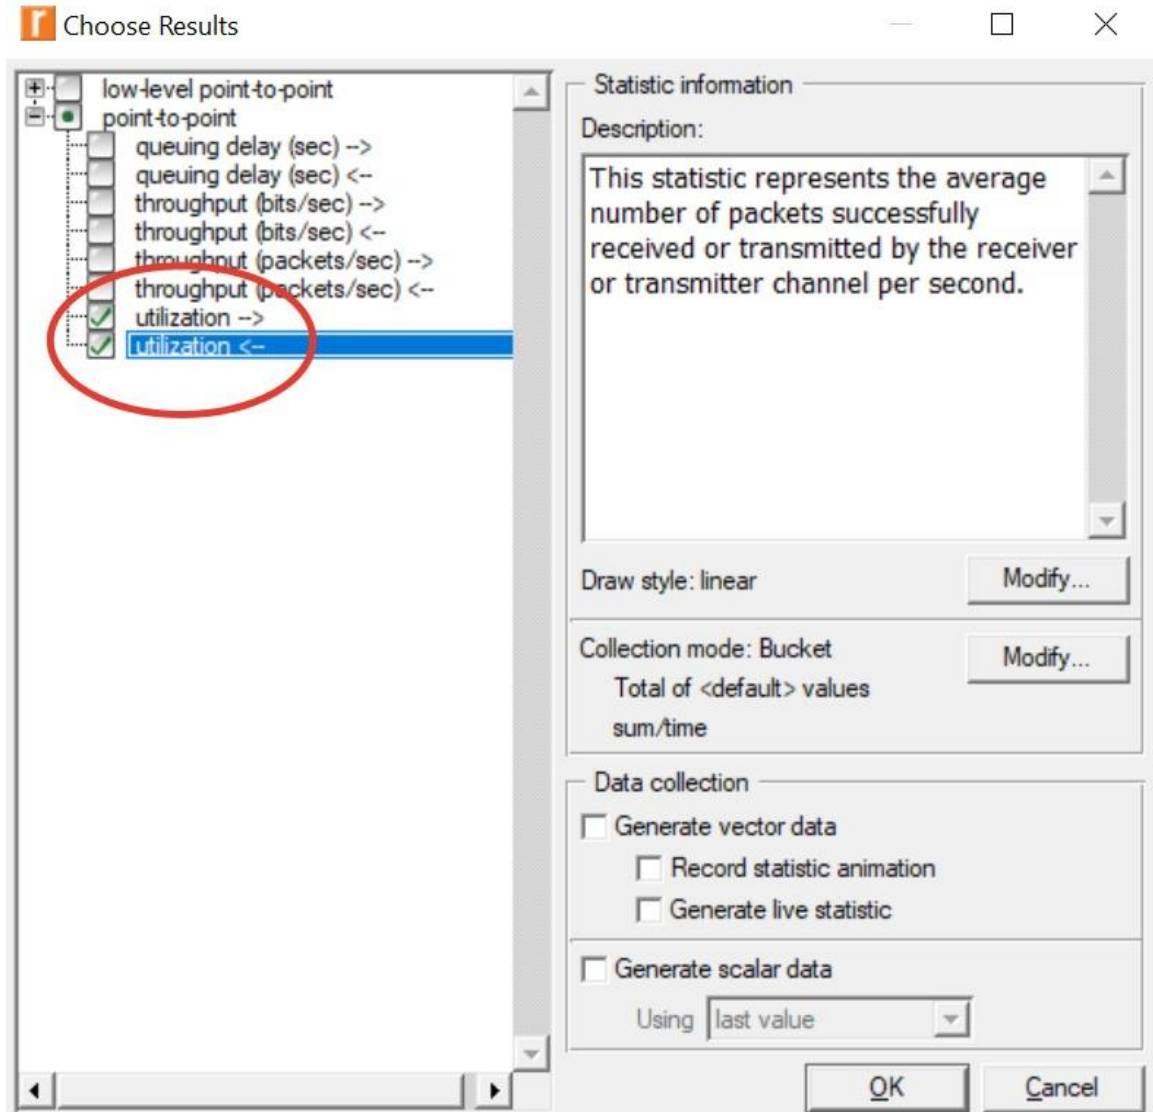 Choose Results
low-level point-to-point
point-to-point
queuing delay (sec) -->
queuing delay (sec) <--
throughput (bits/sec) -->
throughput (bits/sec) <--
throughput (packets/sec) -->
throughput (packets/sec) <--
utilization -->
utilization <--
Statistic information
Description:
This statistic represents the average
number of packets successfully
received or transmitted by the receiver
or transmitter channel per second.
Draw style: linear
Modify...
Collection mode: Bucket
Modify...
Total of <default> values
sum/time
Data collection
Generate vector data
Record statistic animation
Generate live statistic
Generate scalar data
Using last value
OK
Cancel